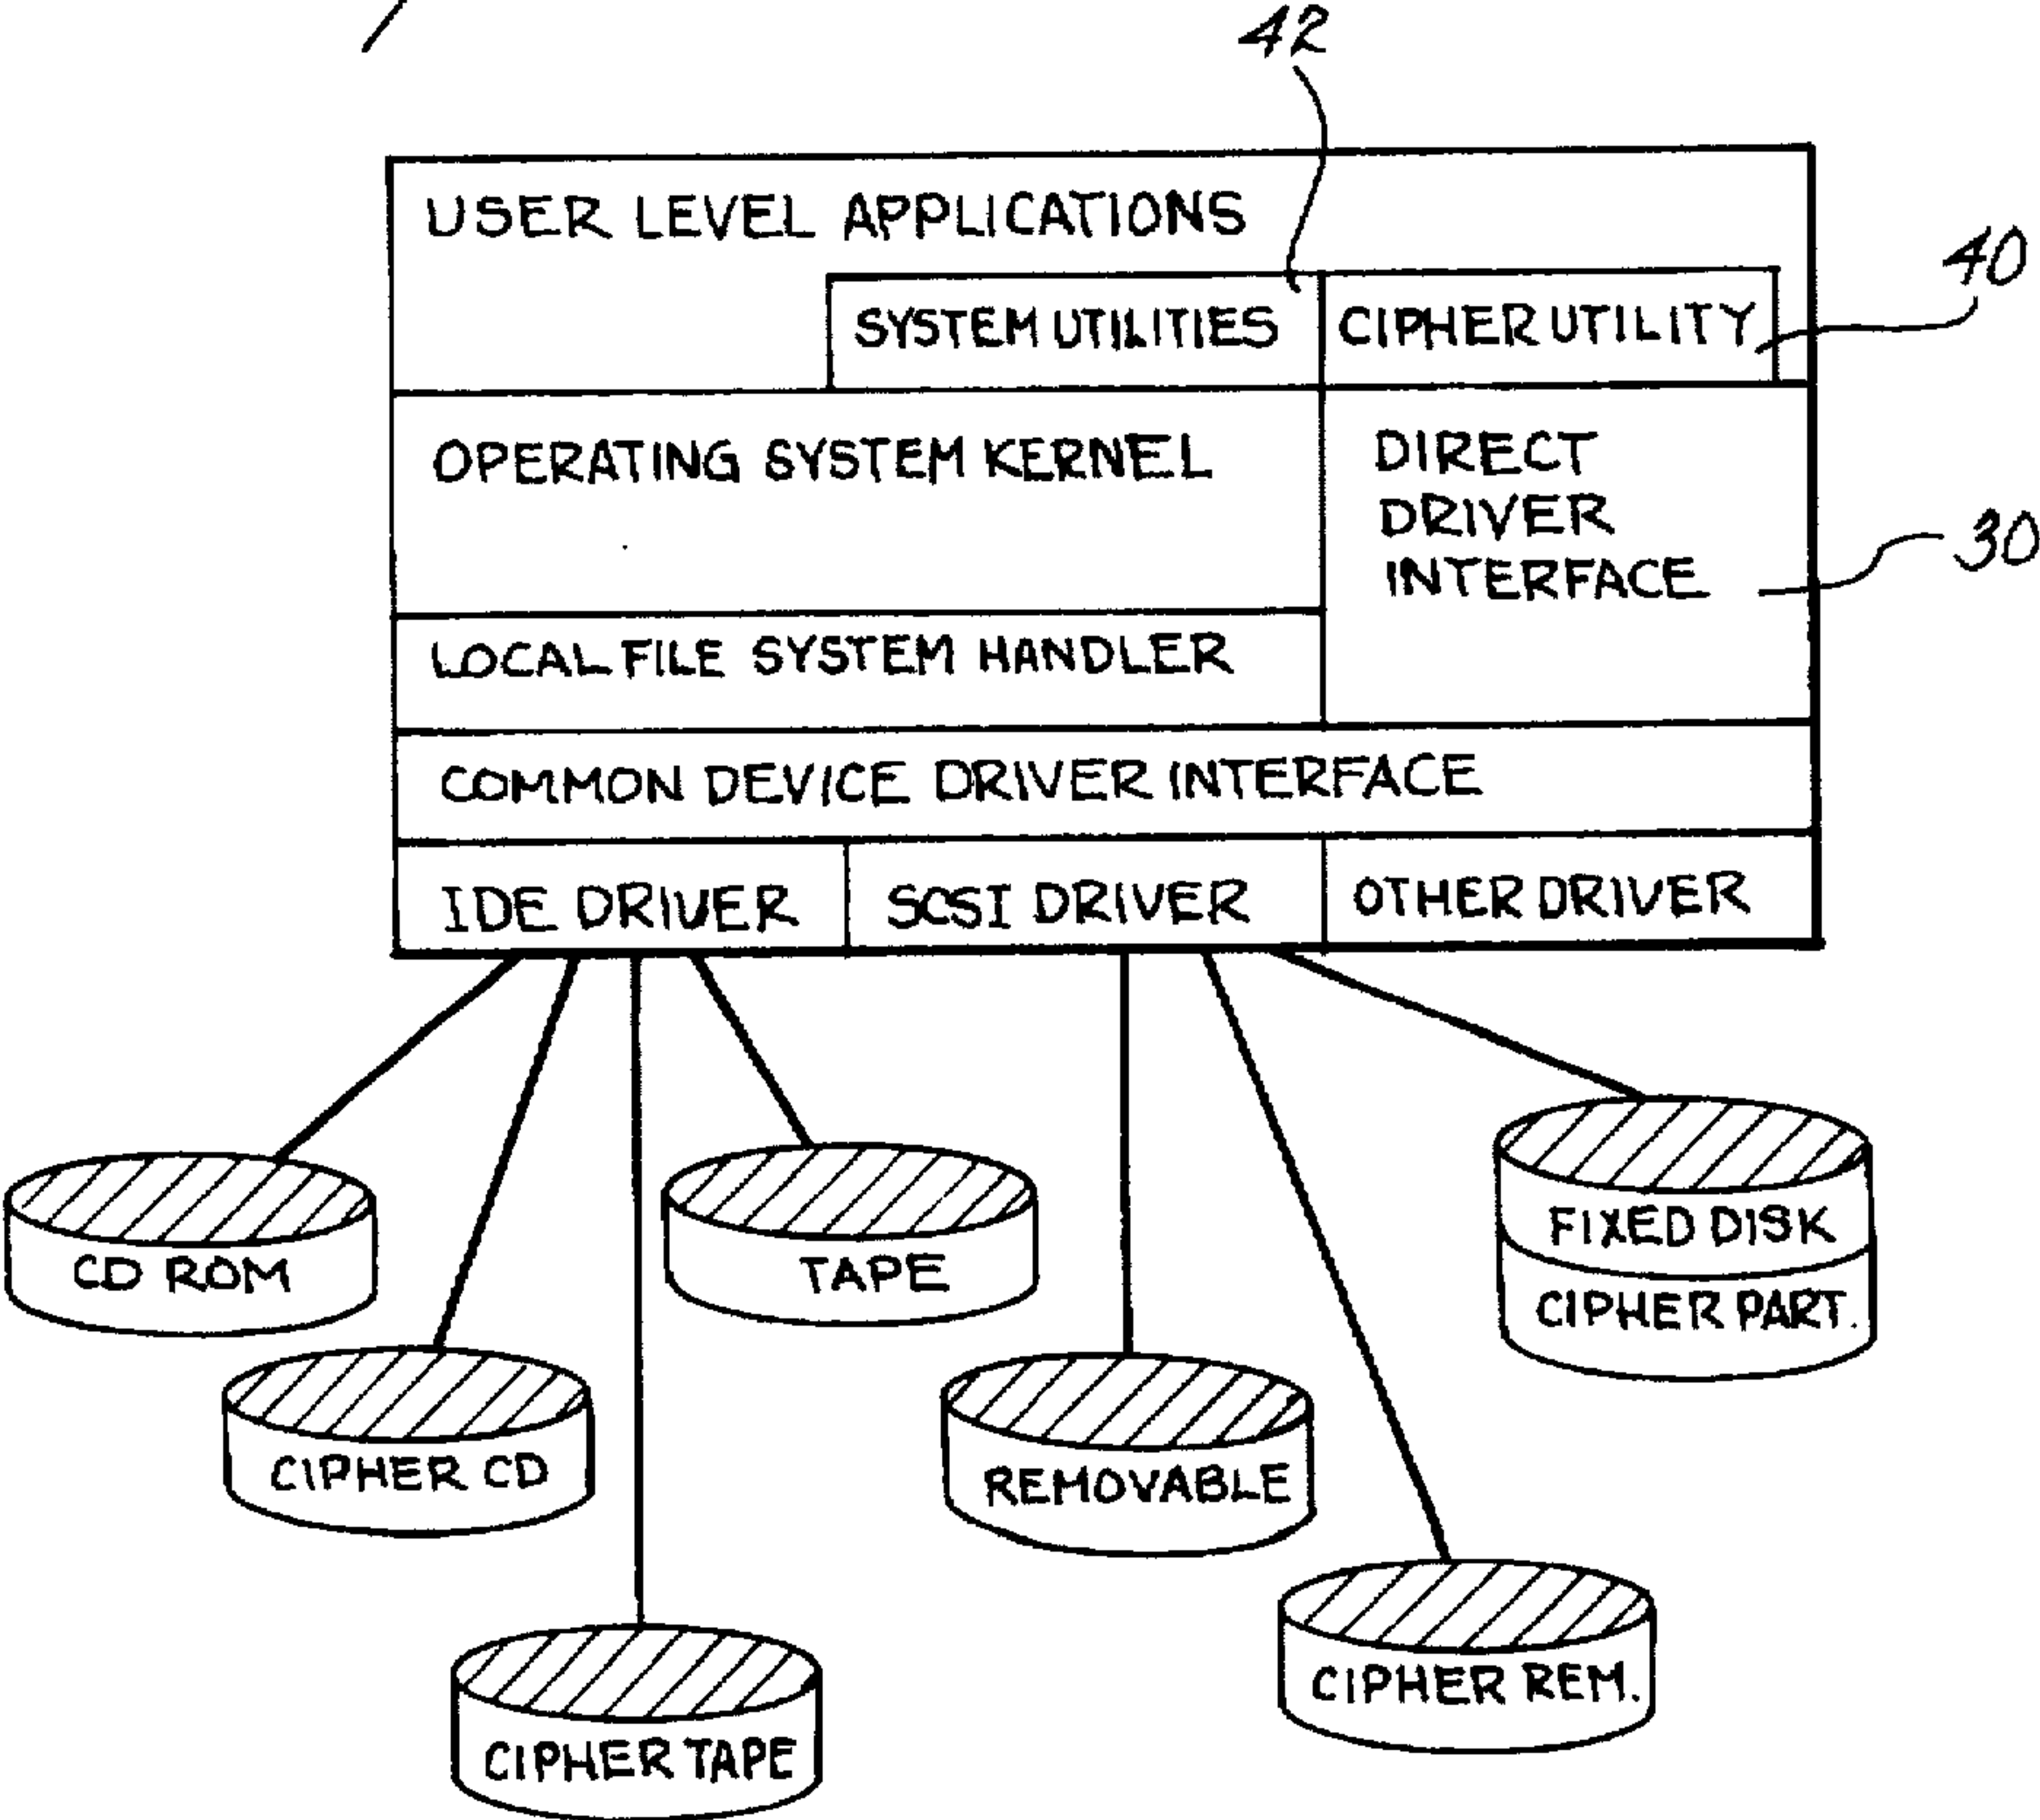 42
USER LEVEL APPLICATIONS
40
SYSTEM UTILITIES
CIPHER UTILITY
OPERATING SYSTEM KERNEL
DIRECT
DRIVER
INTERFACE
30
LOCAL FILE SYSTEM HANDLER
COMMON DEVICE DRIVER INTERFACE
IDE DRIVER
SCSI DRIVER
OTHER DRIVER
CD ROM
TAPE
FIXED DISK
CIPHER PART.
CIPHER CD
REMOVABLE
CIPHER TAPE
CIPHER REM.